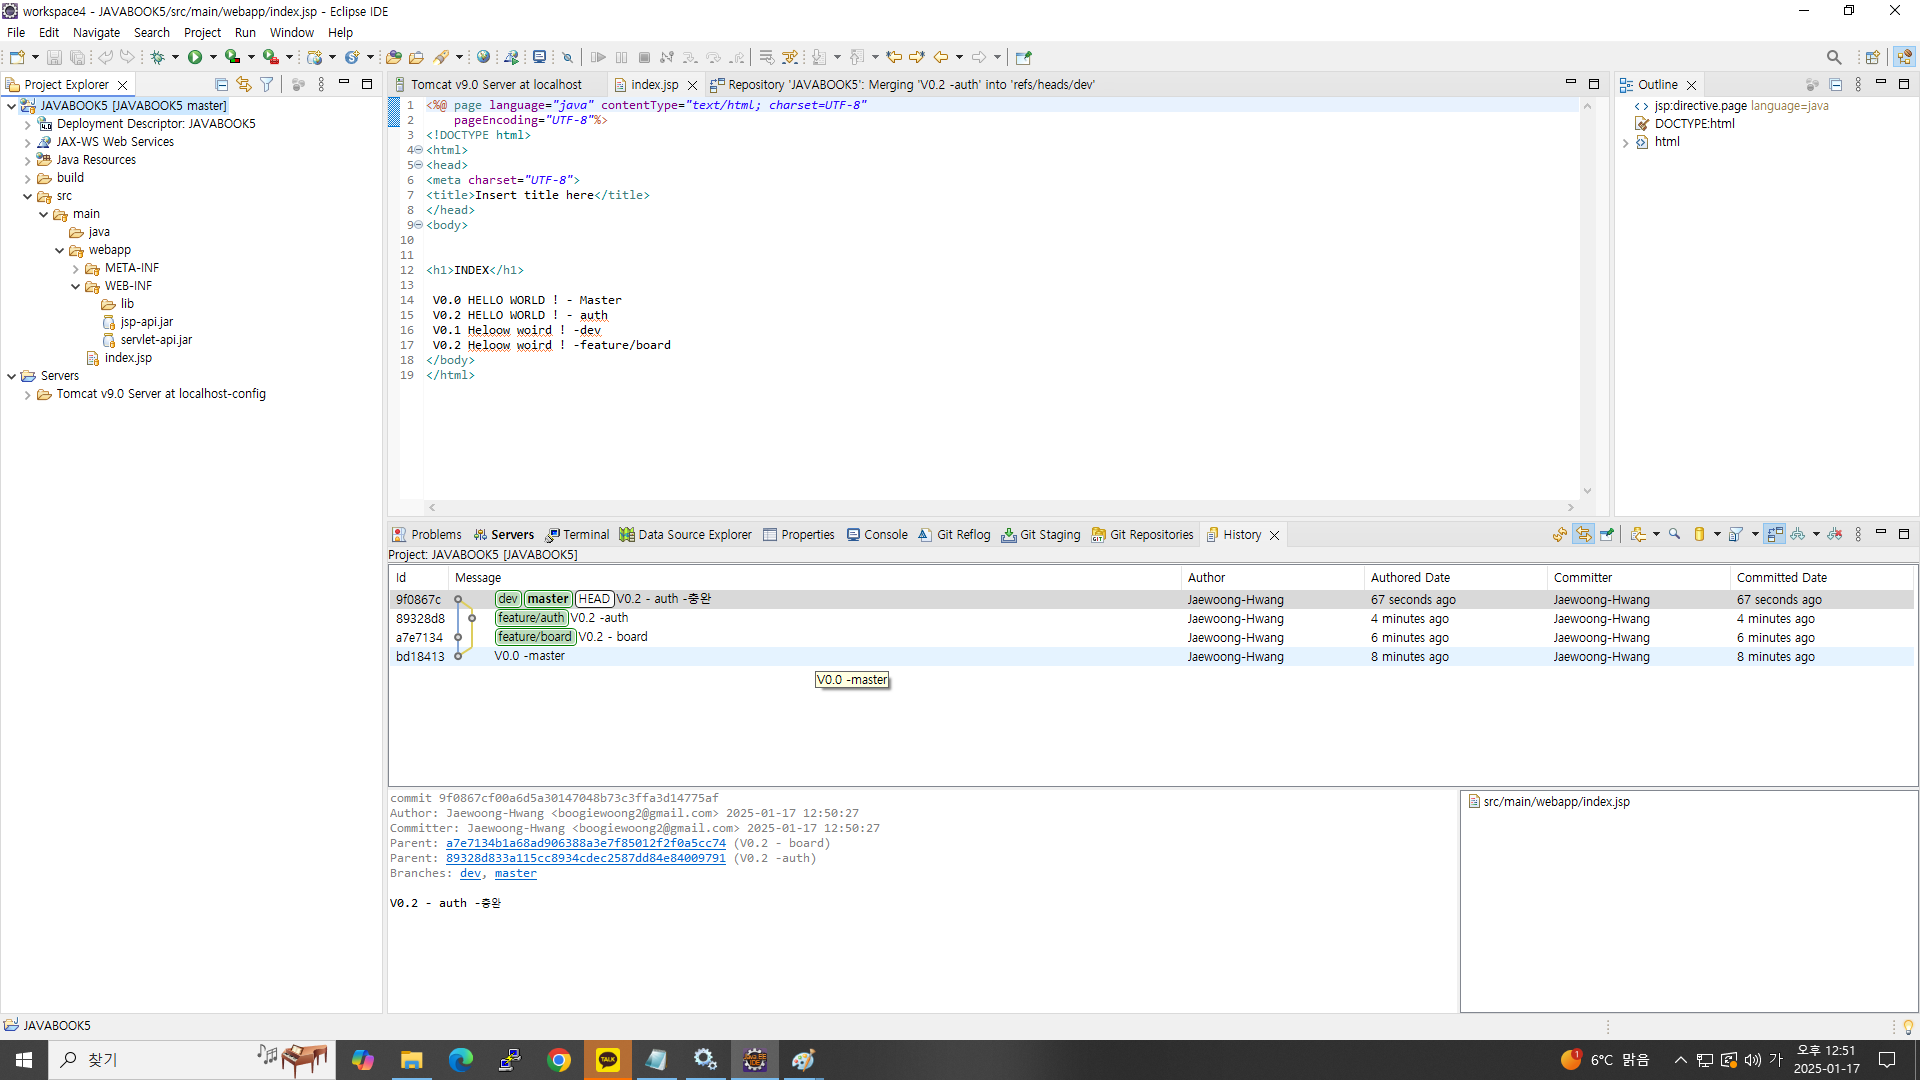 workspace4 - JAVABOOK5/src/main/webapp/index.jsp - Eclipse IDE
File Edit Navigate Search Project Run Window Help
Project Explorer
JAVABOOK5 [JAVABOOK5 master]
Deployment Descriptor: JAVABOOK5
JAX-WS Web Services
Java Resources
build
src
main
java
webapp
META-INF
WEB-INF
lib
jsp-api.jar
servlet-api.jar
index.jsp
Servers
Tomcat v9.0 Server at localhost-config
Tomcat v9.0 Server at localhost
index.jsp
Repository 'JAVABOOK5': Merging 'V0.2 -auth' into 'refs/heads/dev'
1 <%@ page language="java" contentType="text/html; charset=UTF-8"
2 pageEncoding="UTF-8"%>
3 <!DOCTYPE html>
4 <html>
5 <head>
6 <meta charset="UTF-8">
7 <title>Insert title here</title>
8 </head>
9 <body>
10
11
12 <h1>INDEX</h1>
13
14 V0.0 HELLO WORLD ! - Master
15 V0.2 HELLO WORLD ! - auth
16 V0.1 Heloow woird ! -dev
17 V0.2 Heloow woird ! -feature/board
18 </body>
19 </html>
Outline
jsp:directive.page language=java
DOCTYPE:html
html
Problems Servers Terminal Data Source Explorer Properties Console Git Reflog Git Staging Git Repositories History
Project: JAVABOOK5 [JAVABOOK5]
Id Message Author Authored Date Committer Committed Date
9f0867c dev master HEAD V0.2 - auth -충완 Jaewoong-Hwang 67 seconds ago Jaewoong-Hwang 67 seconds ago
89328d8 feature/auth V0.2 -auth Jaewoong-Hwang 4 minutes ago Jaewoong-Hwang 4 minutes ago
a7e7134 feature/board V0.2 - board Jaewoong-Hwang 6 minutes ago Jaewoong-Hwang 6 minutes ago
bd18413 V0.0 -master Jaewoong-Hwang 8 minutes ago Jaewoong-Hwang 8 minutes ago
V0.0 -master
commit 9f0867cf00a6d5a30147048b73c3ffa3d14775af
Author: Jaewoong-Hwang <boogiewoong2@gmail.com> 2025-01-17 12:50:27
Committer: Jaewoong-Hwang <boogiewoong2@gmail.com> 2025-01-17 12:50:27
Parent: a7e7134b1a68ad906388a3e7f85012f2f0a5cc74 (V0.2 - board)
Parent: 89328d833a115cc8934cdec2587dd84e84009791 (V0.2 -auth)
Branches: dev, master
V0.2 - auth -충완
src/main/webapp/index.jsp
JAVABOOK5
찾기
TALK
1
6°C 맑음
가
오후 12:51
2025-01-17